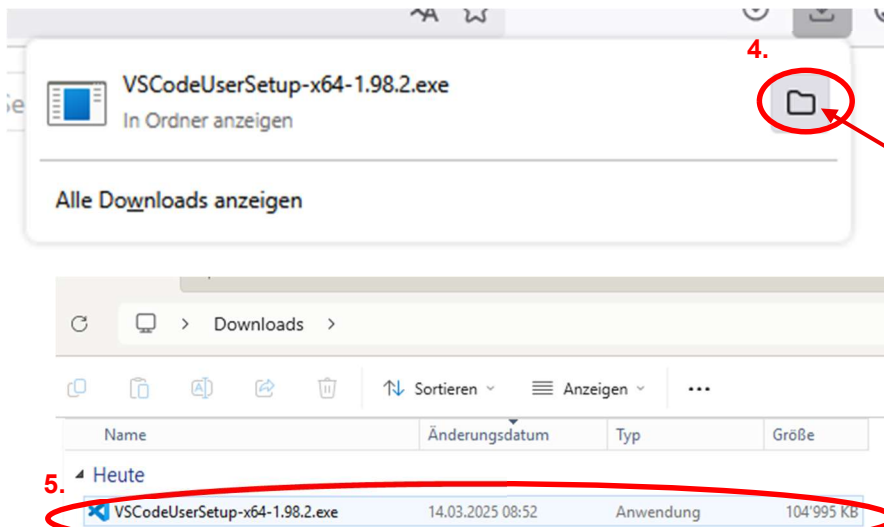 4.
VSCodeUserSetup-x64-1.98.2.exe
In Ordner anzeigen
Alle Downloads anzeigen
Downloads
Sortieren Anzeigen
Name Änderungsdatum Typ Größe
Heute
5.
VSCodeUserSetup-x64-1.98.2.exe 14.03.2025 08:52 Anwendung 104'995 KB